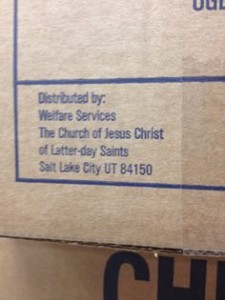 Distributed by:
Welfare Services
The Church of Jesus Christ
of Latter-day Saints
Salt Lake City UT 84150